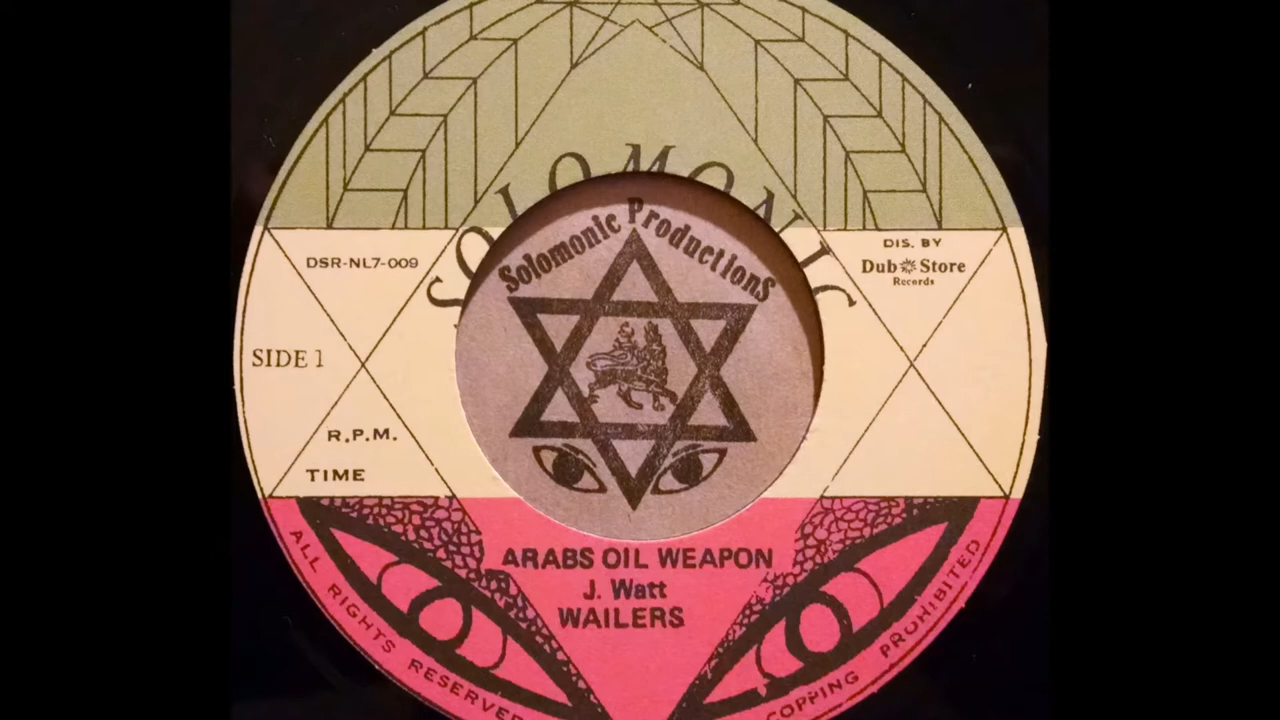 SOLOMONIC
Solomonic ProductionS
DSR-NL7-009
DIS. BY
Dub Store
Records
SIDE 1
R.P.M.
TIME
ARABS OIL WEAPON
J. Watt
WAILERS
ALL RIGHTS RESERVED
COPPING PROHIBITED